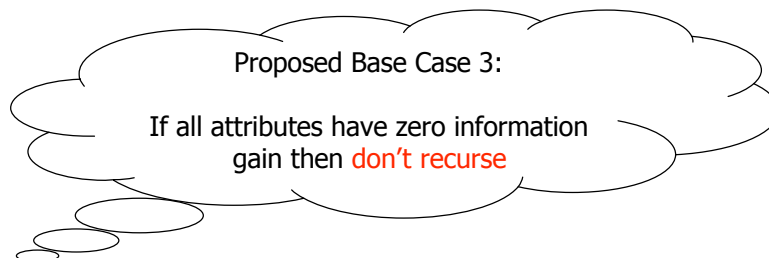 Proposed Base Case 3:
If all attributes have zero information
gain then don’t recurse